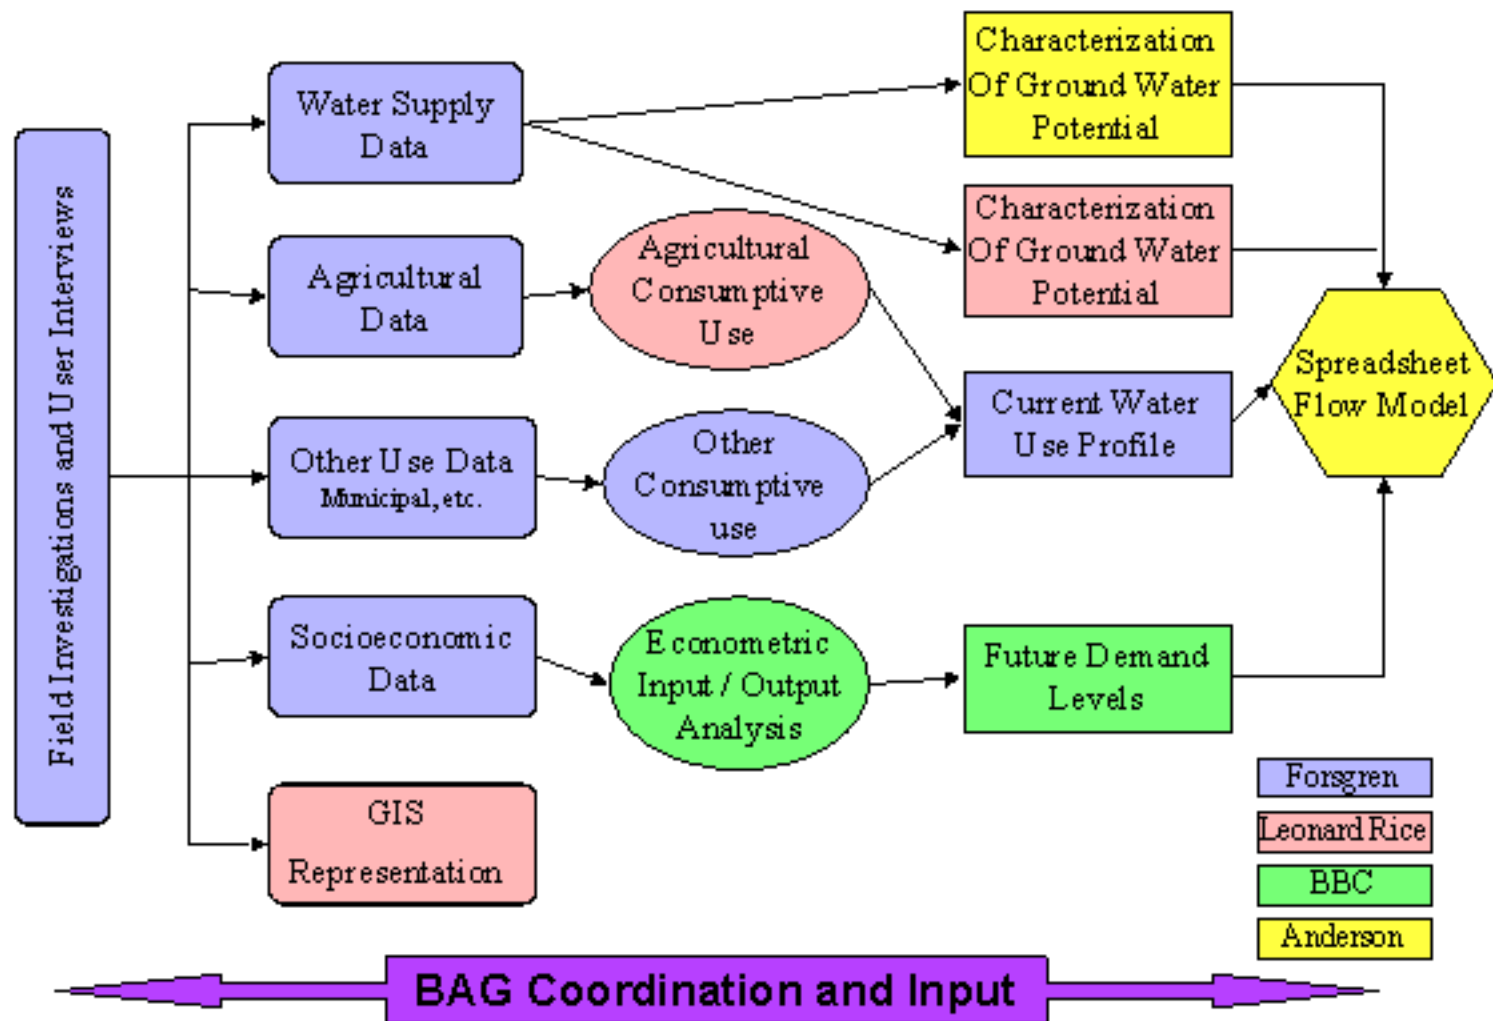 Field Investigations and User Interviews
Water Supply
Data
Agricultural
Data
Other Use Data
Municipal, etc.
Socioeconomic
Data
GIS
Representation
Agricultural
Consumptive
Use
Other
Consumptive
use
Econometric
Input / Output
Analysis
Characterization
Of Ground Water
Potential
Characterization
Of Ground Water
Potential
Current Water
Use Profile
Future Demand
Levels
Spreadsheet
Flow Model
Forsgren
Leonard Rice
BBC
Anderson
BAG Coordination and Input